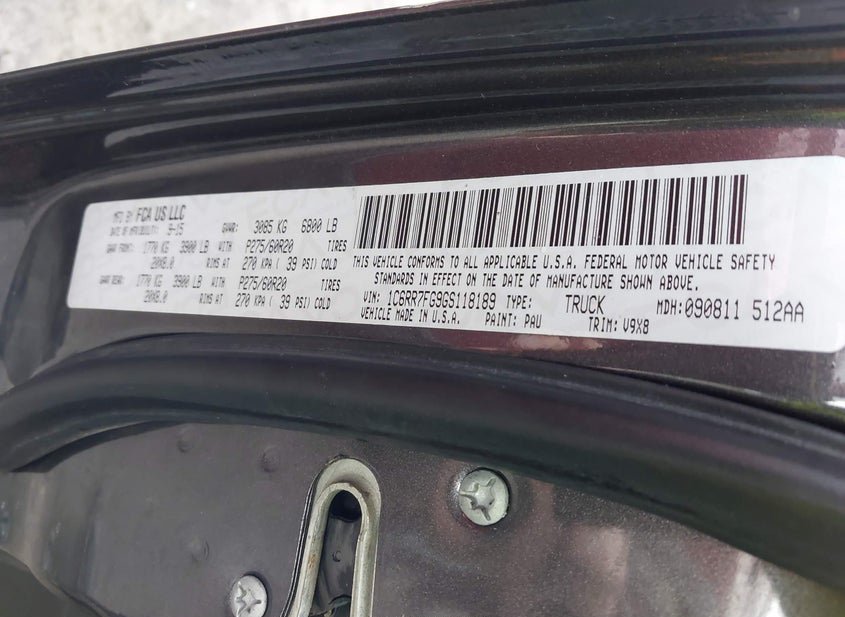 MFD BY FCA US LLC
DATE OF MFR(BUILT): 9-15 GVWR: 3085 KG 6800 LB
GAWR FRONT: 1770 KG 3900 LB WITH P275/60R20 TIRES
20X8.0 RIMS AT 270 KPA ( 39 PSI) COLD
GAWR REAR: 1770 KG 3900 LB WITH P275/60R20 TIRES
20X8.0 RIMS AT 270 KPA ( 39 PSI) COLD
THIS VEHICLE CONFORMS TO ALL APPLICABLE U.S.A. FEDERAL MOTOR VEHICLE SAFETY
STANDARDS IN EFFECT ON THE DATE OF MANUFACTURE SHOWN ABOVE.
VIN: 1C6RR7FG9GS118189 TYPE: TRUCK MDH: 090811 512AA
VEHICLE MADE IN U.S.A. PAINT: PAU TRIM: V9X8